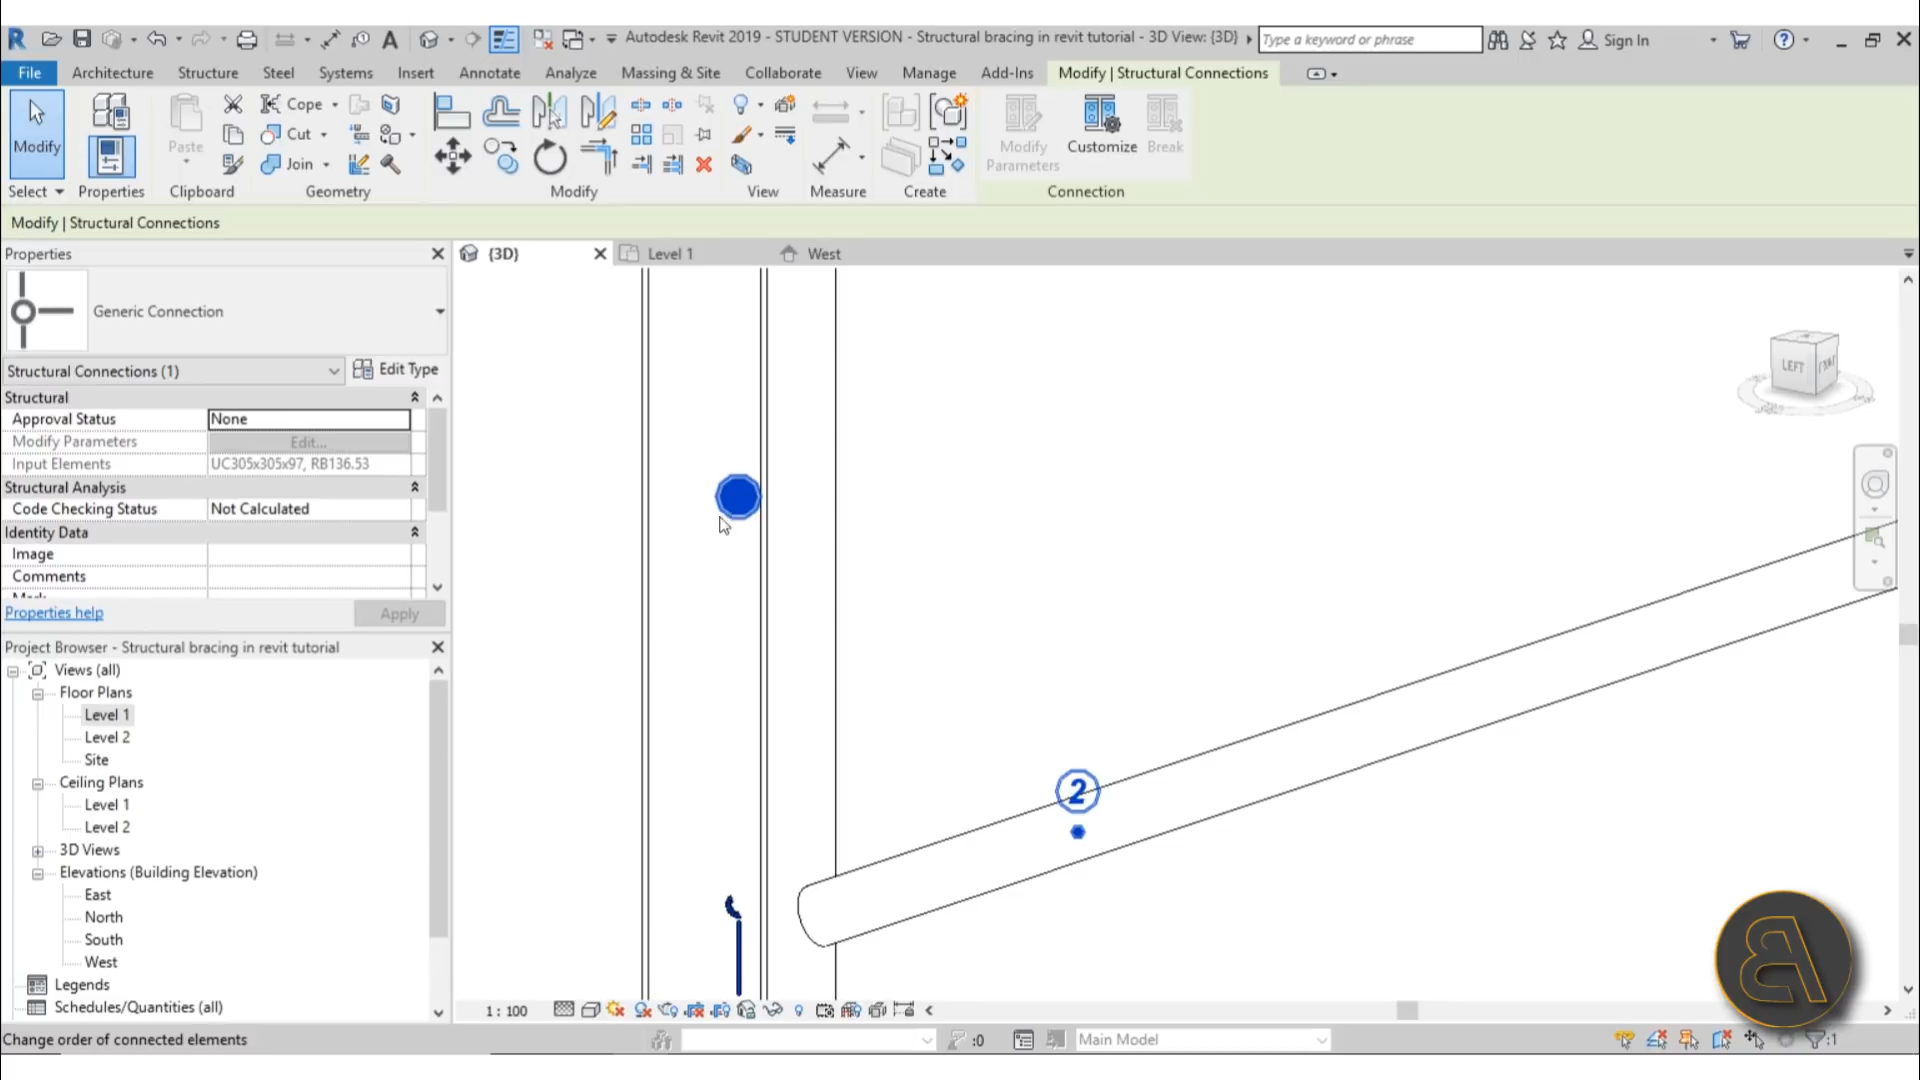 Autodesk Revit 2019 - STUDENT VERSION - Structural bracing in revit tutorial - 3D View: {3D}
Type a keyword or phrase
Sign In
File Architecture Structure Steel Systems Insert Annotate Analyze Massing & Site Collaborate View Manage Add-Ins Modify | Structural Connections
Cope
Paste Cut
Modify Join
Modify Parameters
Customize
Break
Select Properties Clipboard Geometry Modify View Measure Create Connection
Modify | Structural Connections
Properties
{3D}
Level 1
West
Generic Connection
Structural Connections (1)
Edit Type
Structural
Approval Status None
Modify Parameters Edit...
Input Elements UC305x305x97, RB136.53
Structural Analysis
Code Checking Status Not Calculated
Identity Data
Image
Comments
Mark
Properties help
Apply
LEFT
FRONT
2
Project Browser - Structural bracing in revit tutorial
Views (all)
Floor Plans
Level 1
Level 2
Site
Ceiling Plans
Level 1
Level 2
3D Views
Elevations (Building Elevation)
East
North
South
West
Legends
Schedules/Quantities (all)
1 : 100
Change order of connected elements
:0
Main Model
:1